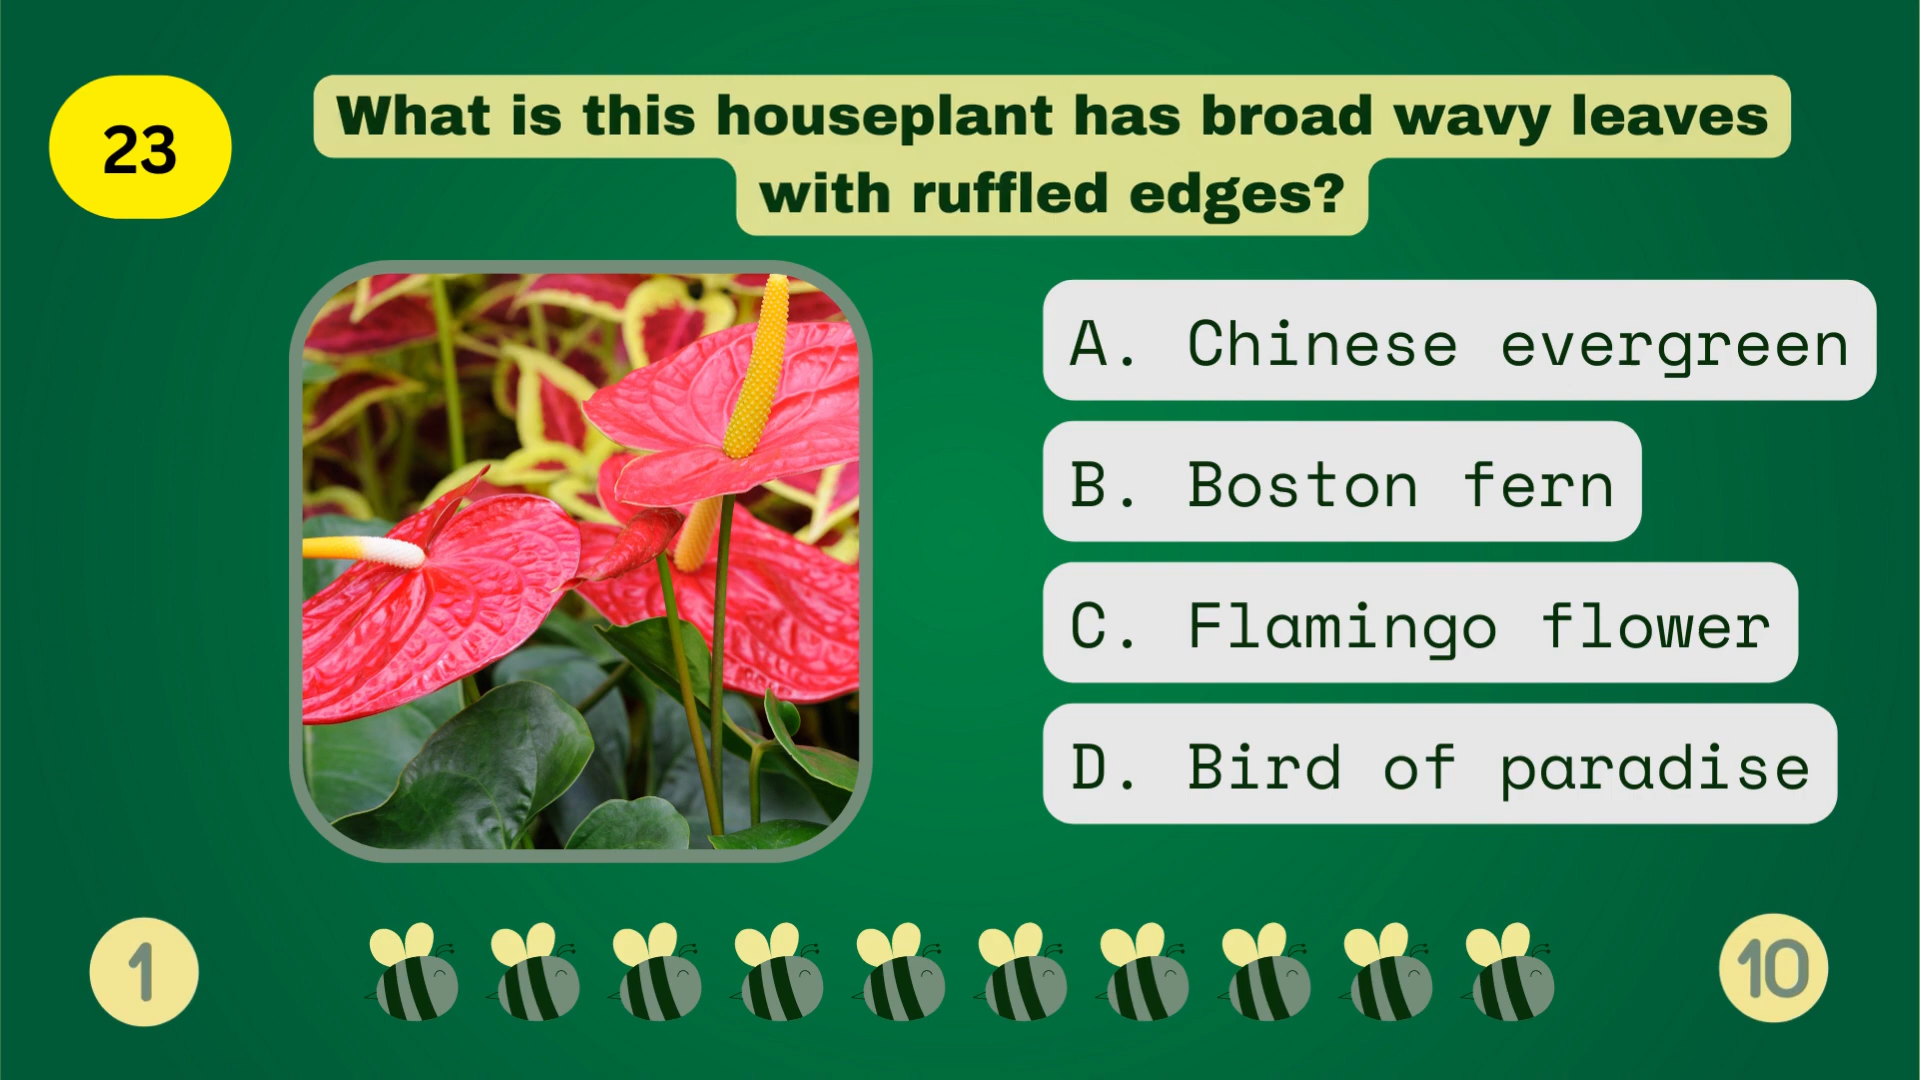 23
What is this houseplant has broad wavy leaves
with ruffled edges?
A. Chinese evergreen
B. Boston fern
C. Flamingo flower
D. Bird of paradise
1
10